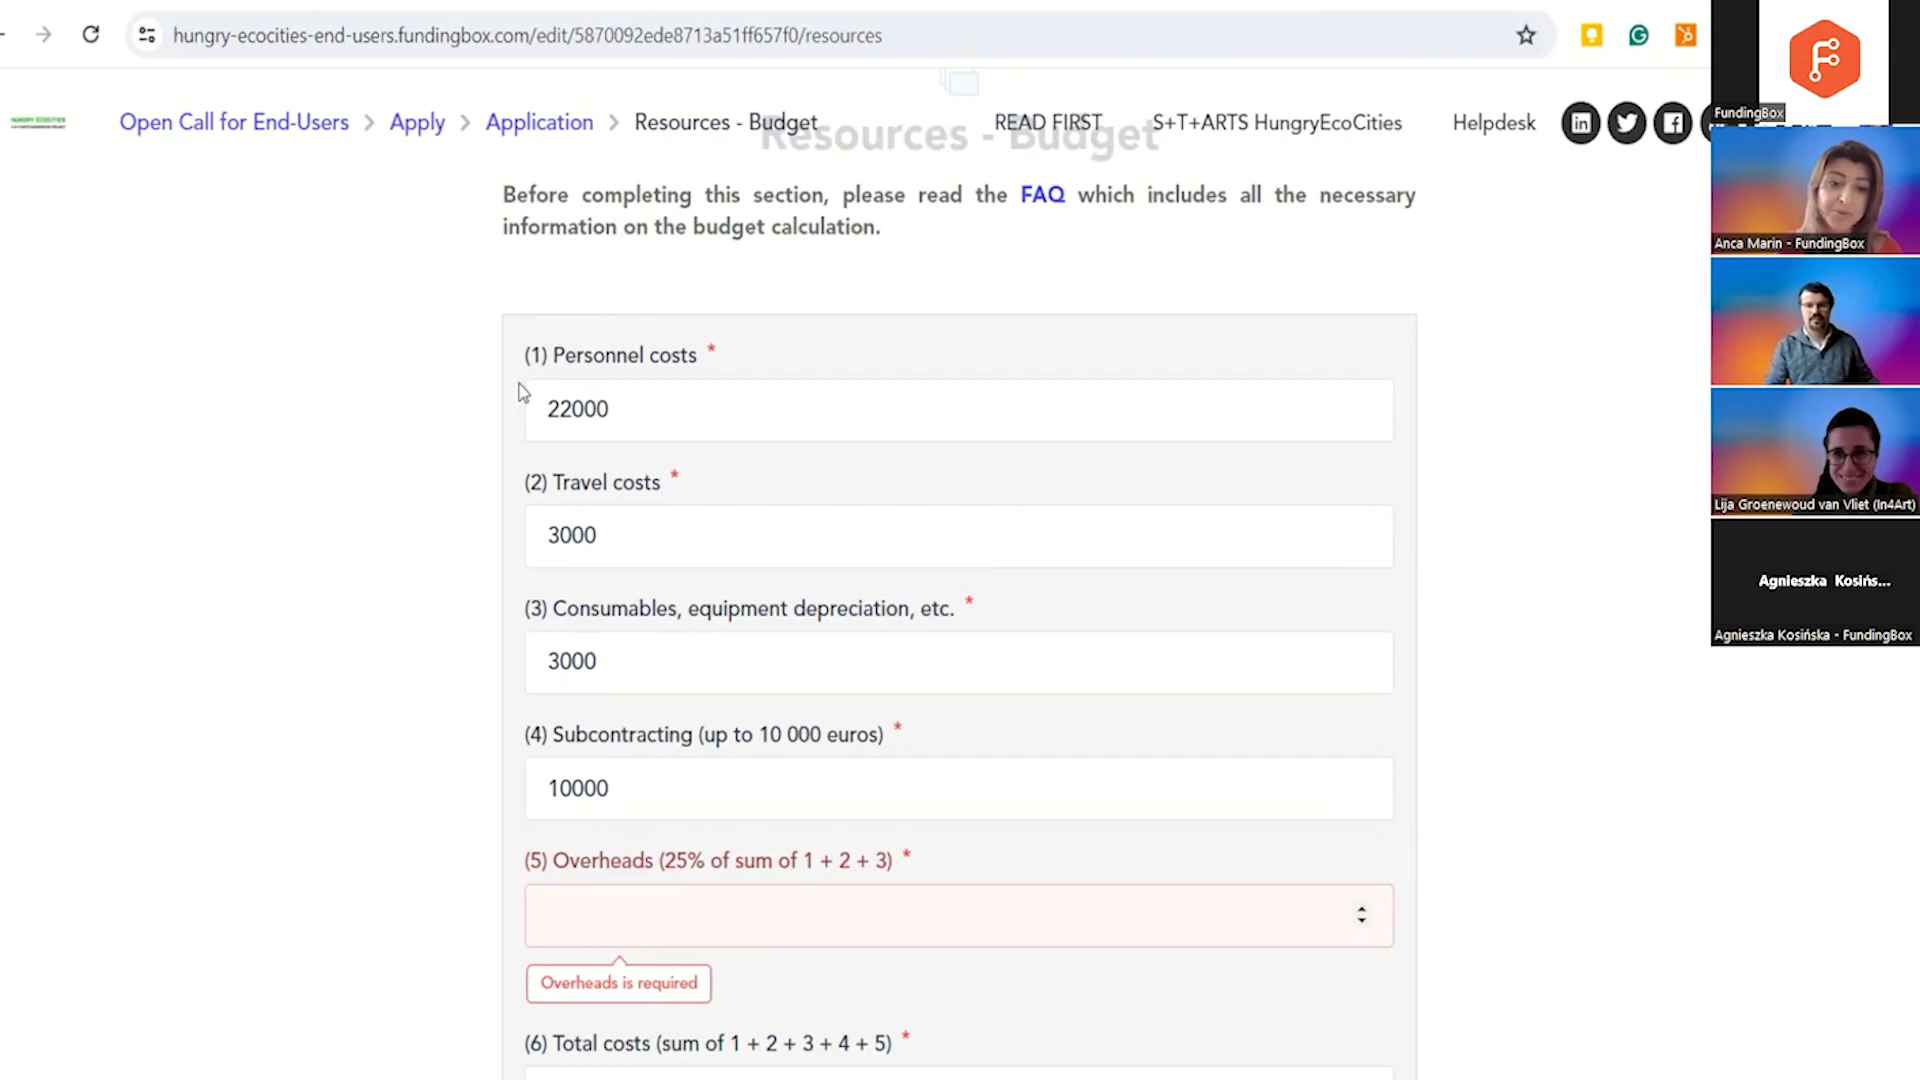 hungry-ecocities-end-users.fundingbox.com/edit/5870092ede8713a51ff657f0/resources
Open Call for End-Users > Apply > Application > Resources - Budget
READ FIRST
S+T+ARTS HungryEcoCities
Helpdesk
Resources - Budget
Before completing this section, please read the FAQ which includes all the necessary
information on the budget calculation.
(1) Personnel costs *
22000
(2) Travel costs *
3000
(3) Consumables, equipment depreciation, etc. *
3000
(4) Subcontracting (up to 10 000 euros) *
10000
(5) Overheads (25% of sum of 1 + 2 + 3) *
Overheads is required
(6) Total costs (sum of 1 + 2 + 3 + 4 + 5) *
FundingBox
Anca Marin - FundingBox
Lija Groenewoud van Vliet (In4Art)
Agnieszka Kosińs...
Agnieszka Kosińska - FundingBox